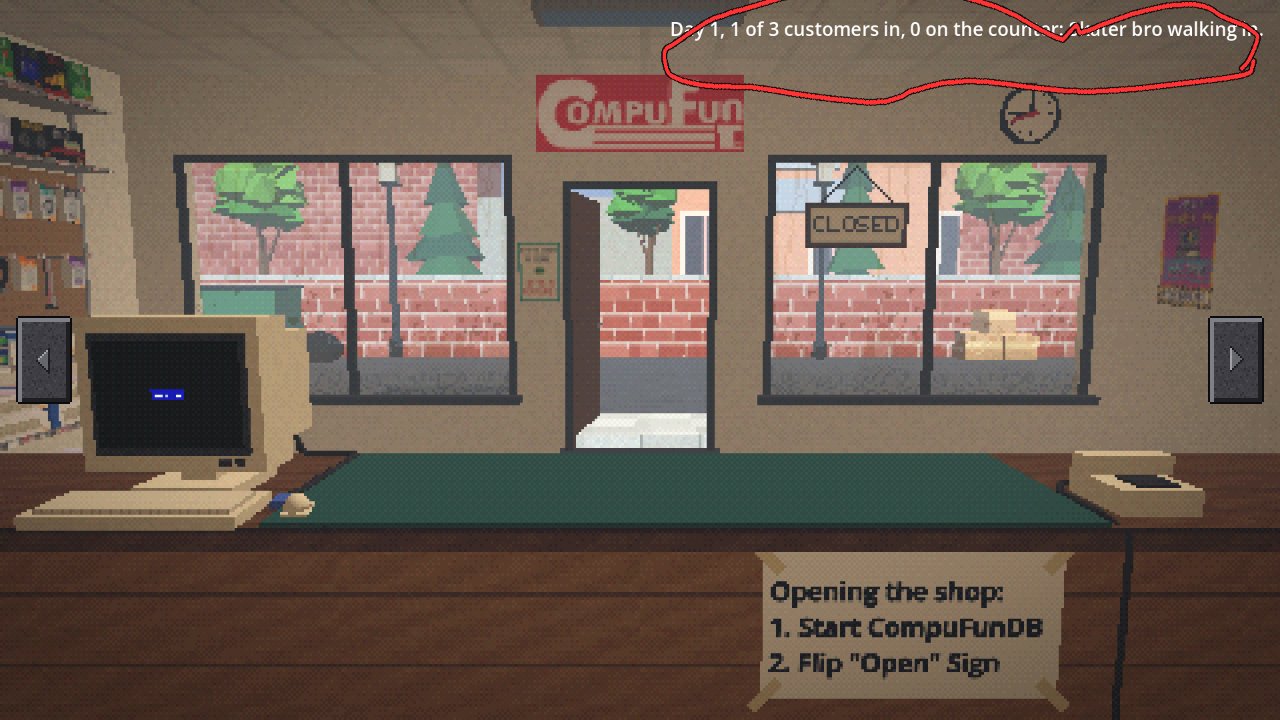 Day 1, 1 of 3 customers in, 0 on the counter: Skater bro walking in.
COMPUFUN
CLOSED
Opening the shop:
1. Start CompuFunDB
2. Flip "Open" Sign